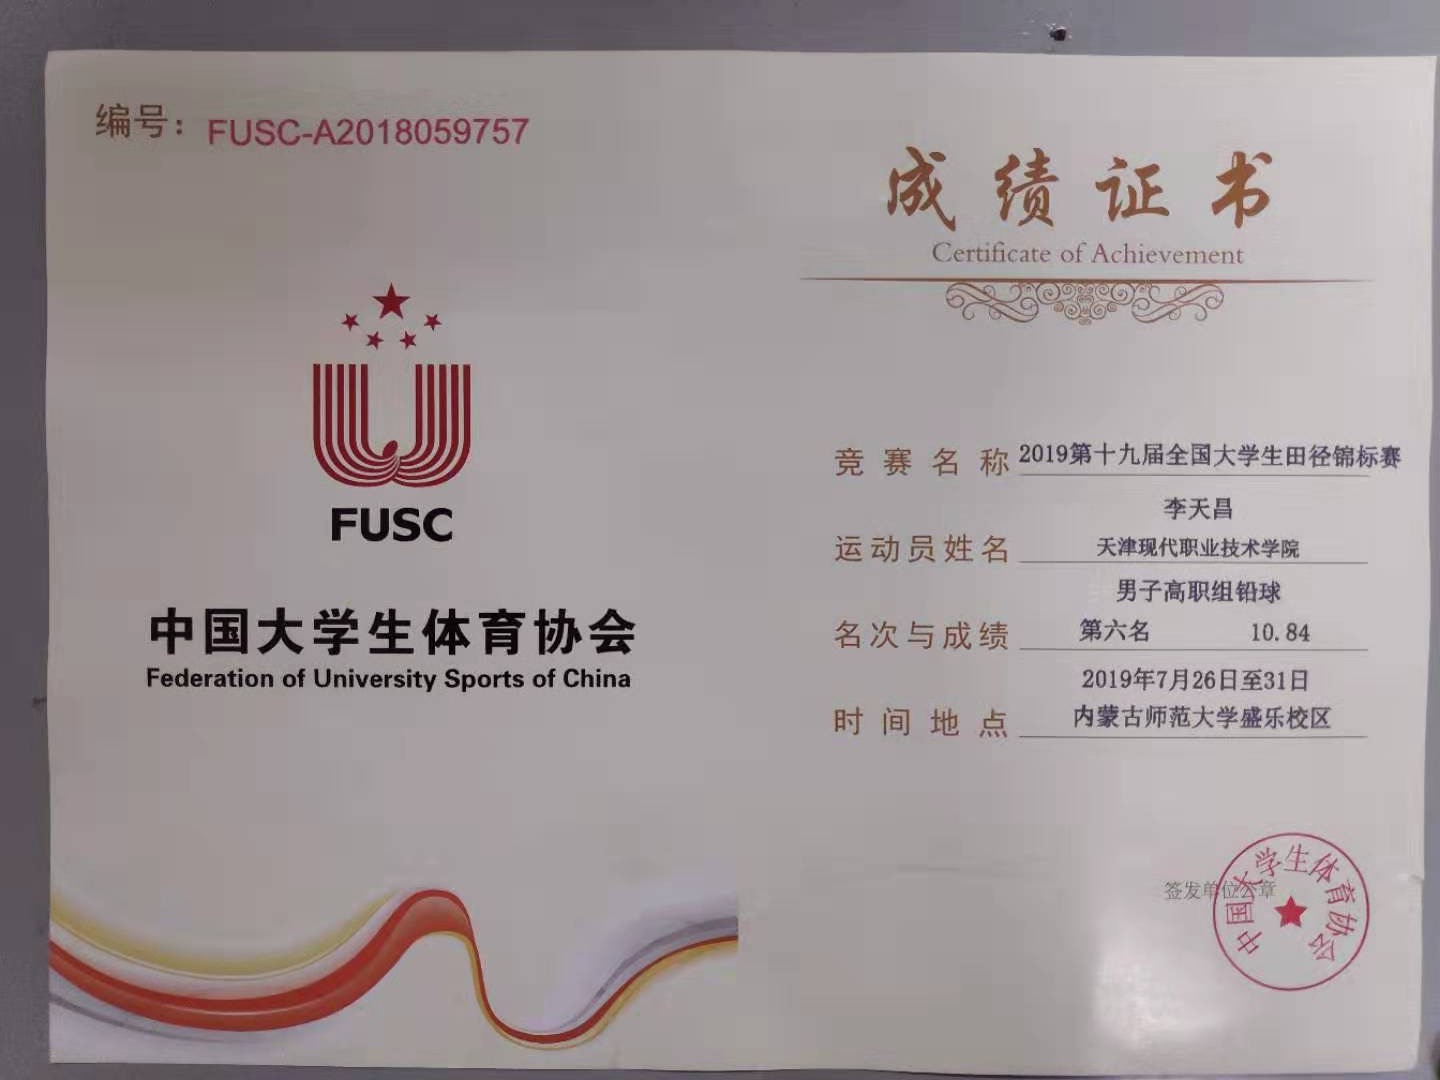 编号：FUSC-A2018059757
FUSC
中国大学生体育协会
Federation of University Sports of China
成绩证书
Certificate of Achievement
竞赛名称 2019第十九届全国大学生田径锦标赛
李天昌
运动员姓名 天津现代职业技术学院
男子高职组铅球
名次与成绩 第六名 10.84
2019年7月26日至31日
时间地点 内蒙古师范大学盛乐校区
签发单位公章
中国大学生体育协会